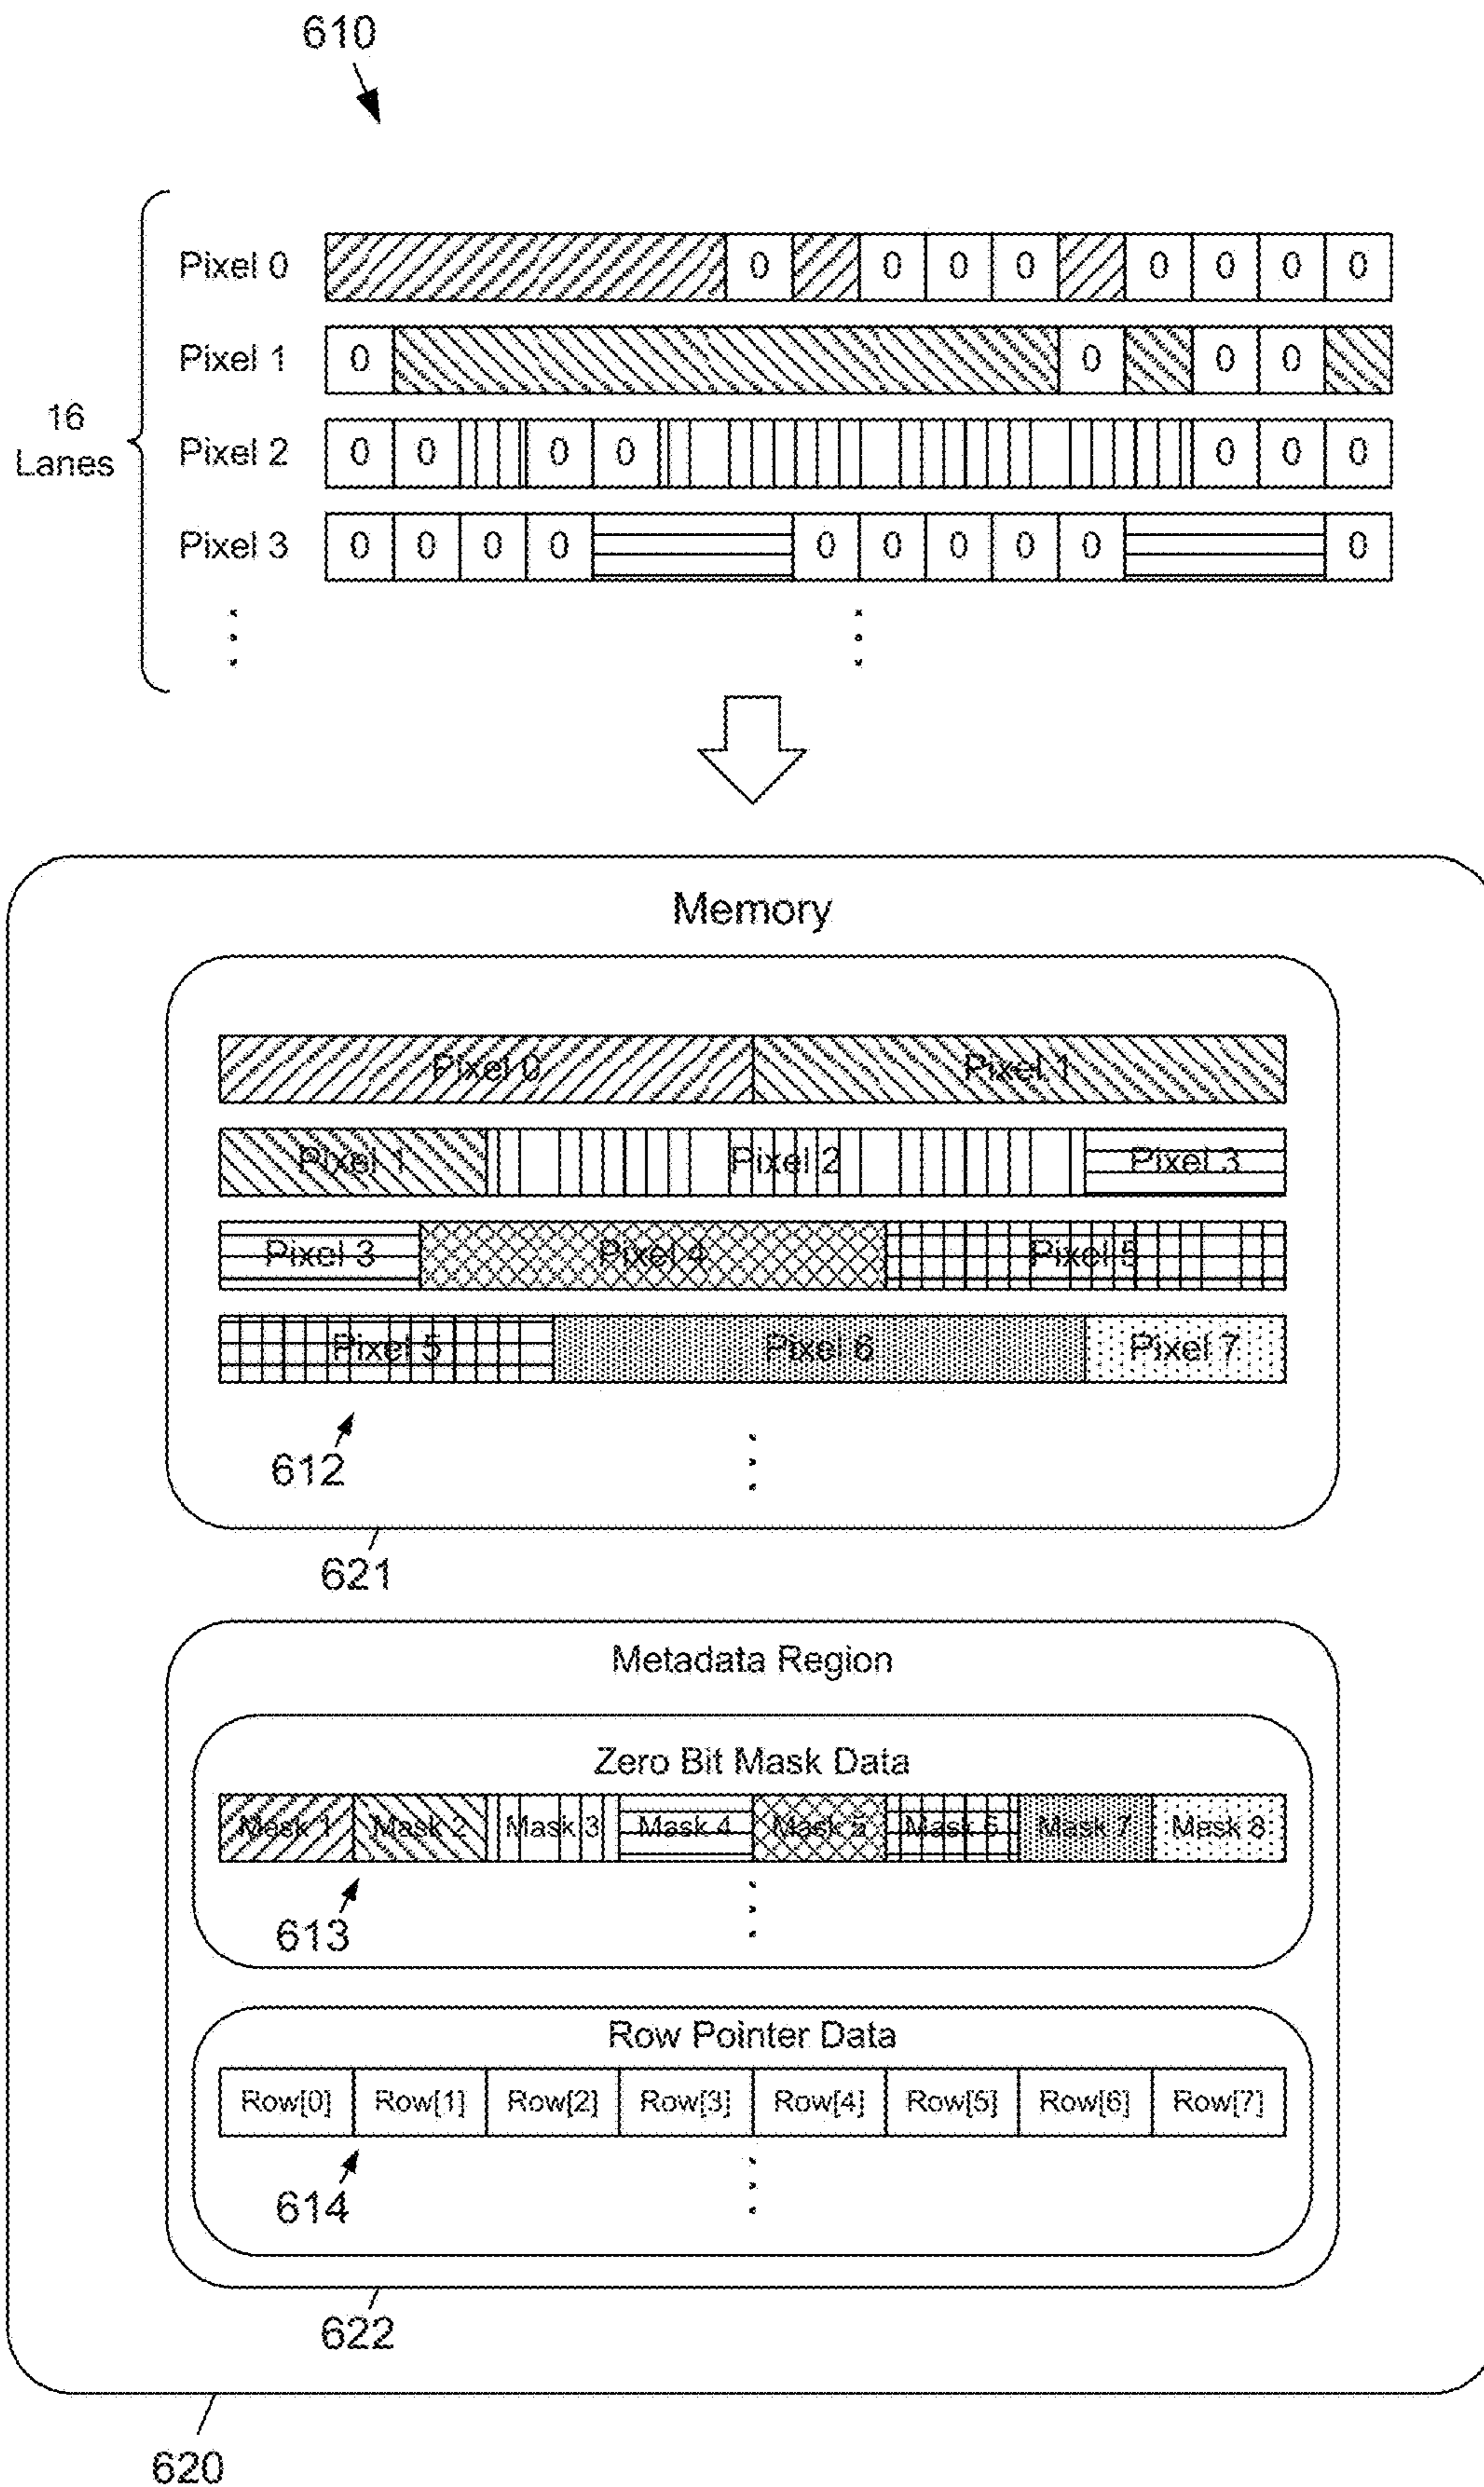 610
Pixel 0 0 0 0 0 0 0 0 0
Pixel 1 0 0 0 0
16
Lanes
Pixel 2 0 0 0 0 0 0 0
Pixel 3 0 0 0 0 0 0 0 0 0 0
Memory
Pixel 0 Pixel 1
Pixel 1 Pixel 2 Pixel 3
Pixel 3 Pixel 4 Pixel 5
Pixel 5 Pixel 6 Pixel 7
612
621
Metadata Region
Zero Bit Mask Data
Mask 1 Mask 2 Mask 3 Mask 4 Mask 5 Mask 6 Mask 7 Mask 8
613
Row Pointer Data
Row[0] Row[1] Row[2] Row[3] Row[4] Row[5] Row[6] Row[7]
614
622
620